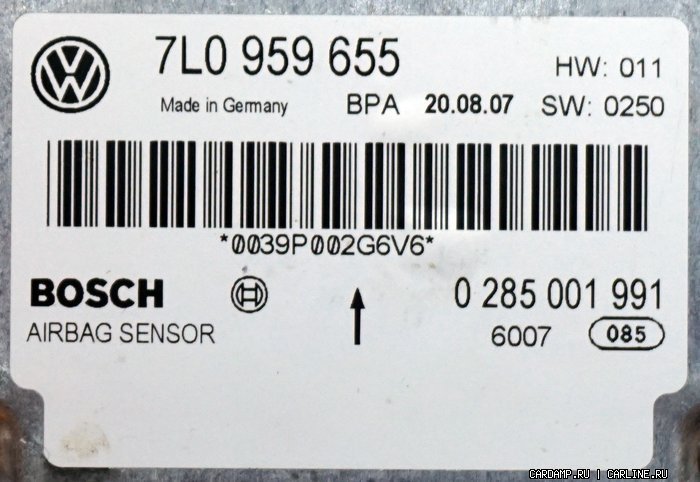 7L0 959 655
HW: 011
Made in Germany BPA 20.08.07 SW: 0250
*0039P002G6V6*
BOSCH 0 285 001 991
AIRBAG SENSOR 6007 085
CARDAMP.RU | CARLINE.RU